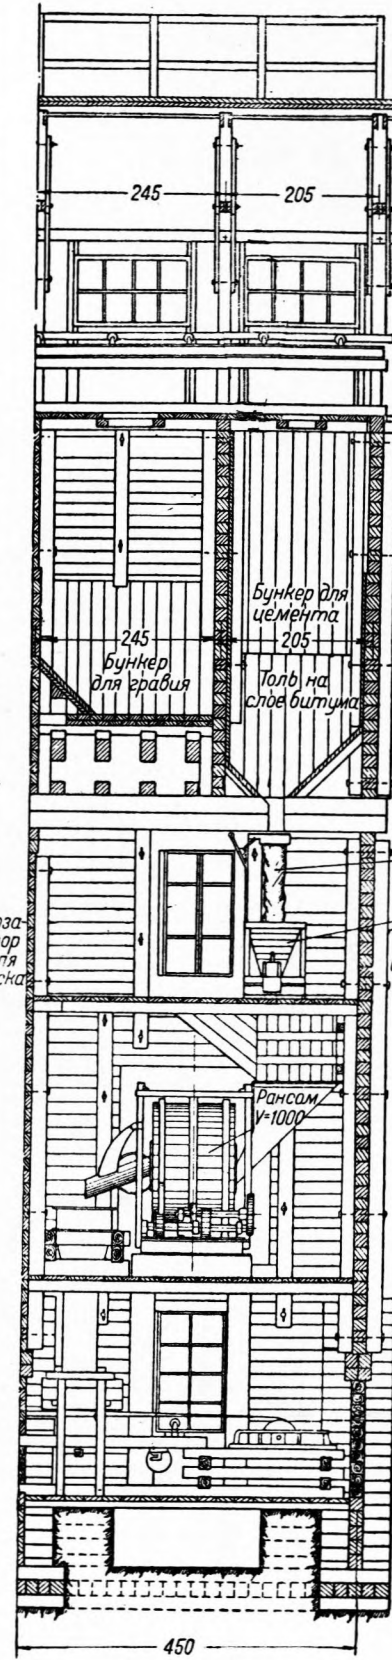 245
205
Бункер для
цемента
245
205
Бункер
для гравия
Толь на
слое битума
Рансом
V=1000
450